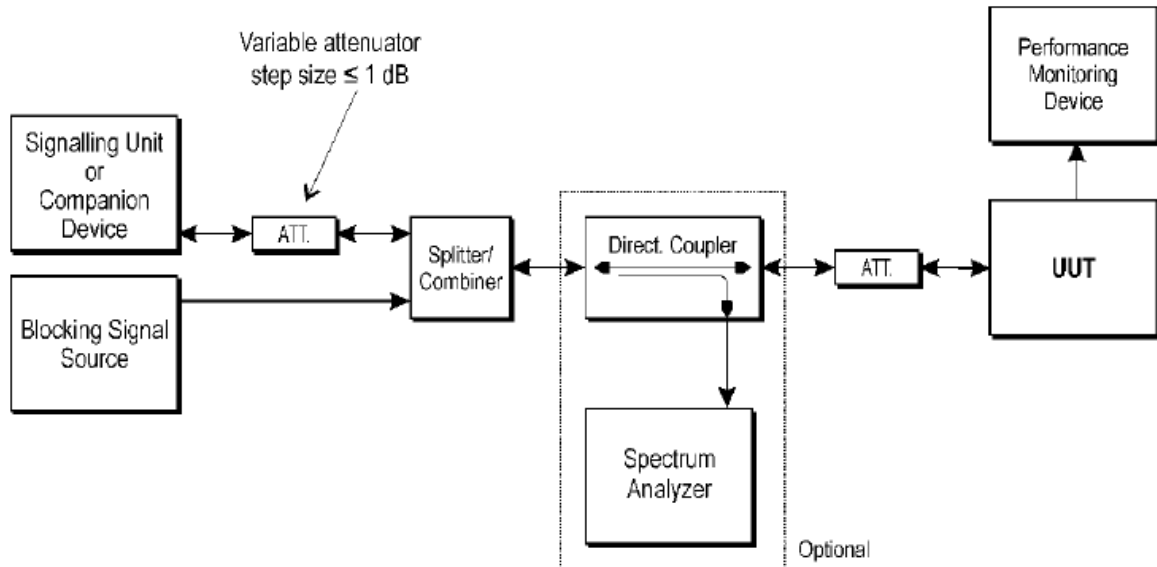 Variable attenuator
step size ≤ 1 dB
Performance
Monitoring
Device
Signalling Unit
or
Companion
Device
ATT.
Splitter/
Combiner
Direct. Coupler
ATT.
UUT
Blocking Signal
Source
Spectrum
Analyzer
Optional